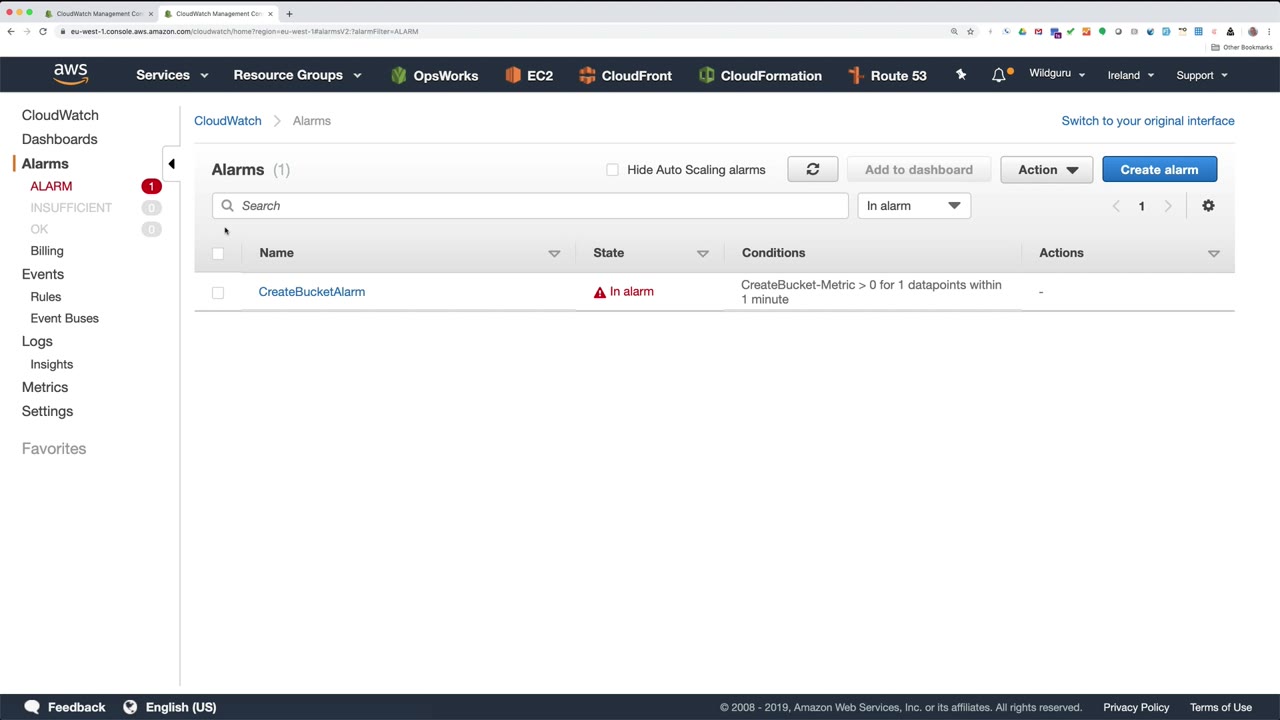 CloudWatch Management Con
CloudWatch Management Con
eu-west-1.console.aws.amazon.com/cloudwatch/home?region=eu-west-1#alarmsV2:?alarmFilter=ALARM
Other Bookmarks
aws
Services
Resource Groups
OpsWorks
EC2
CloudFront
CloudFormation
Route 53
Wildguru
Ireland
Support
CloudWatch
Dashboards
Alarms
ALARM 1
INSUFFICIENT 0
OK 0
Billing
Events
Rules
Event Buses
Logs
Insights
Metrics
Settings
Favorites
CloudWatch > Alarms
Switch to your original interface
Alarms (1)
Hide Auto Scaling alarms
Add to dashboard
Action
Create alarm
Search
In alarm
1
Name State Conditions Actions
CreateBucketAlarm
In alarm
CreateBucket-Metric > 0 for 1 datapoints within
1 minute
-
Feedback
English (US)
© 2008 - 2019, Amazon Web Services, Inc. or its affiliates. All rights reserved.
Privacy Policy
Terms of Use